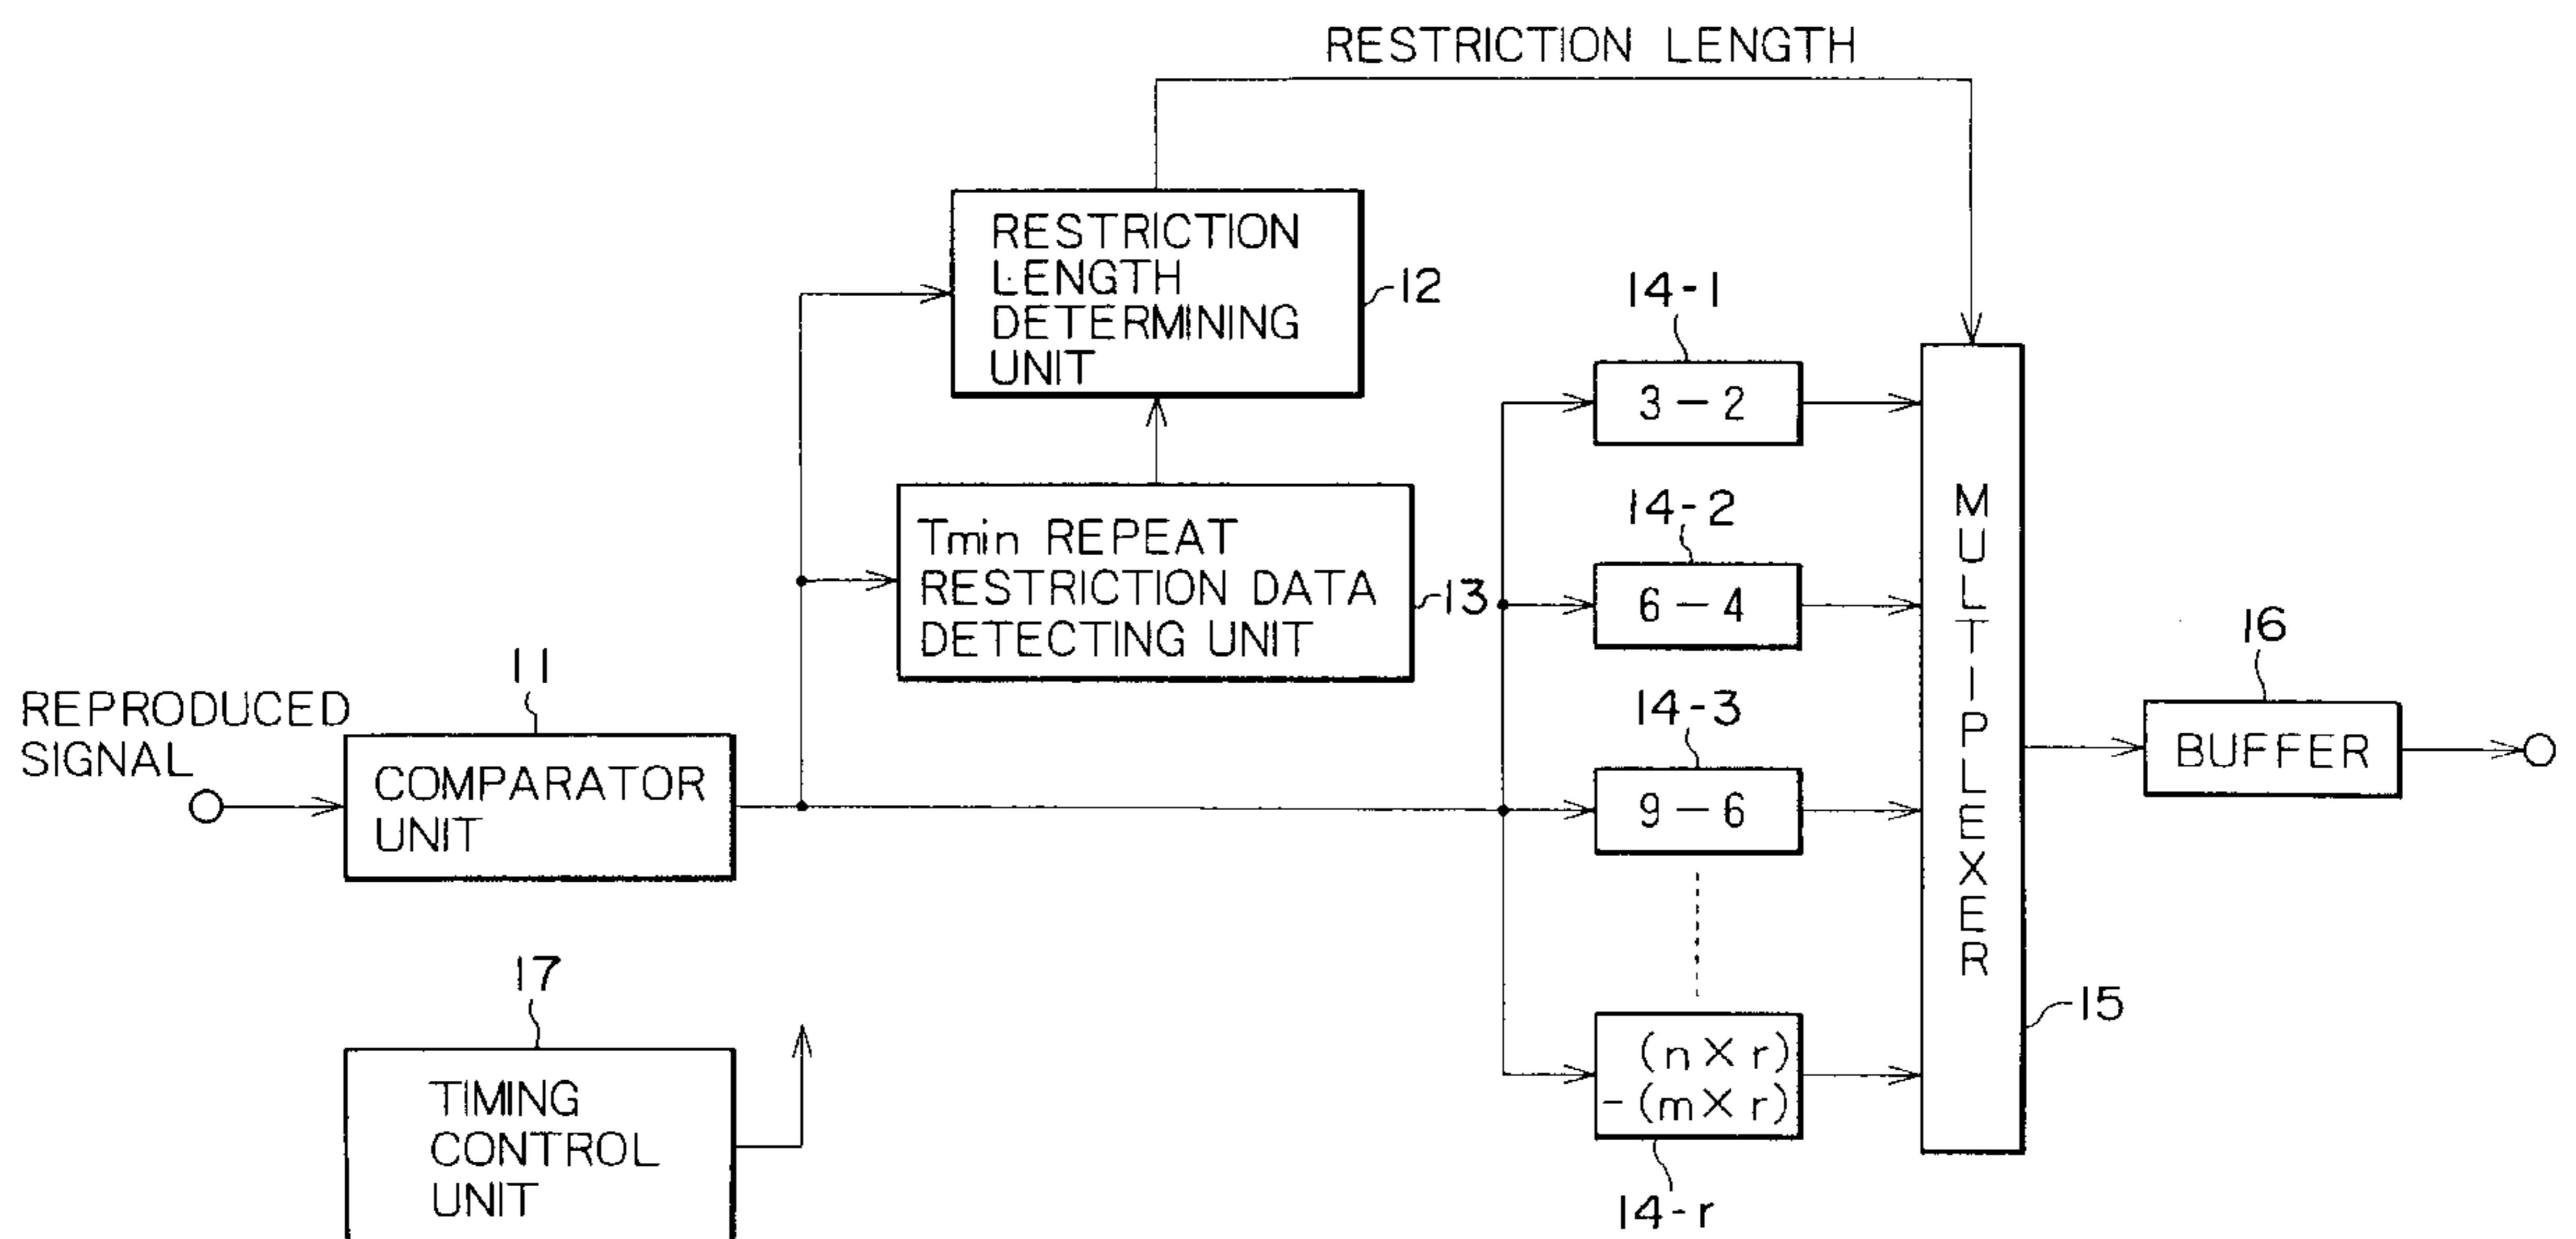 RESTRICTION LENGTH
RESTRICTION
LENGTH
DETERMINING
UNIT
12
14-1
3-2
Tmin REPEAT
RESTRICTION DATA
DETECTING UNIT
13
14-2
6-4
MULTIPLEXER
16
BUFFER
11
REPRODUCED
SIGNAL
COMPARATOR
UNIT
14-3
9-6
17
TIMING
CONTROL
UNIT
(n×r)
-(m×r)
15
14-r